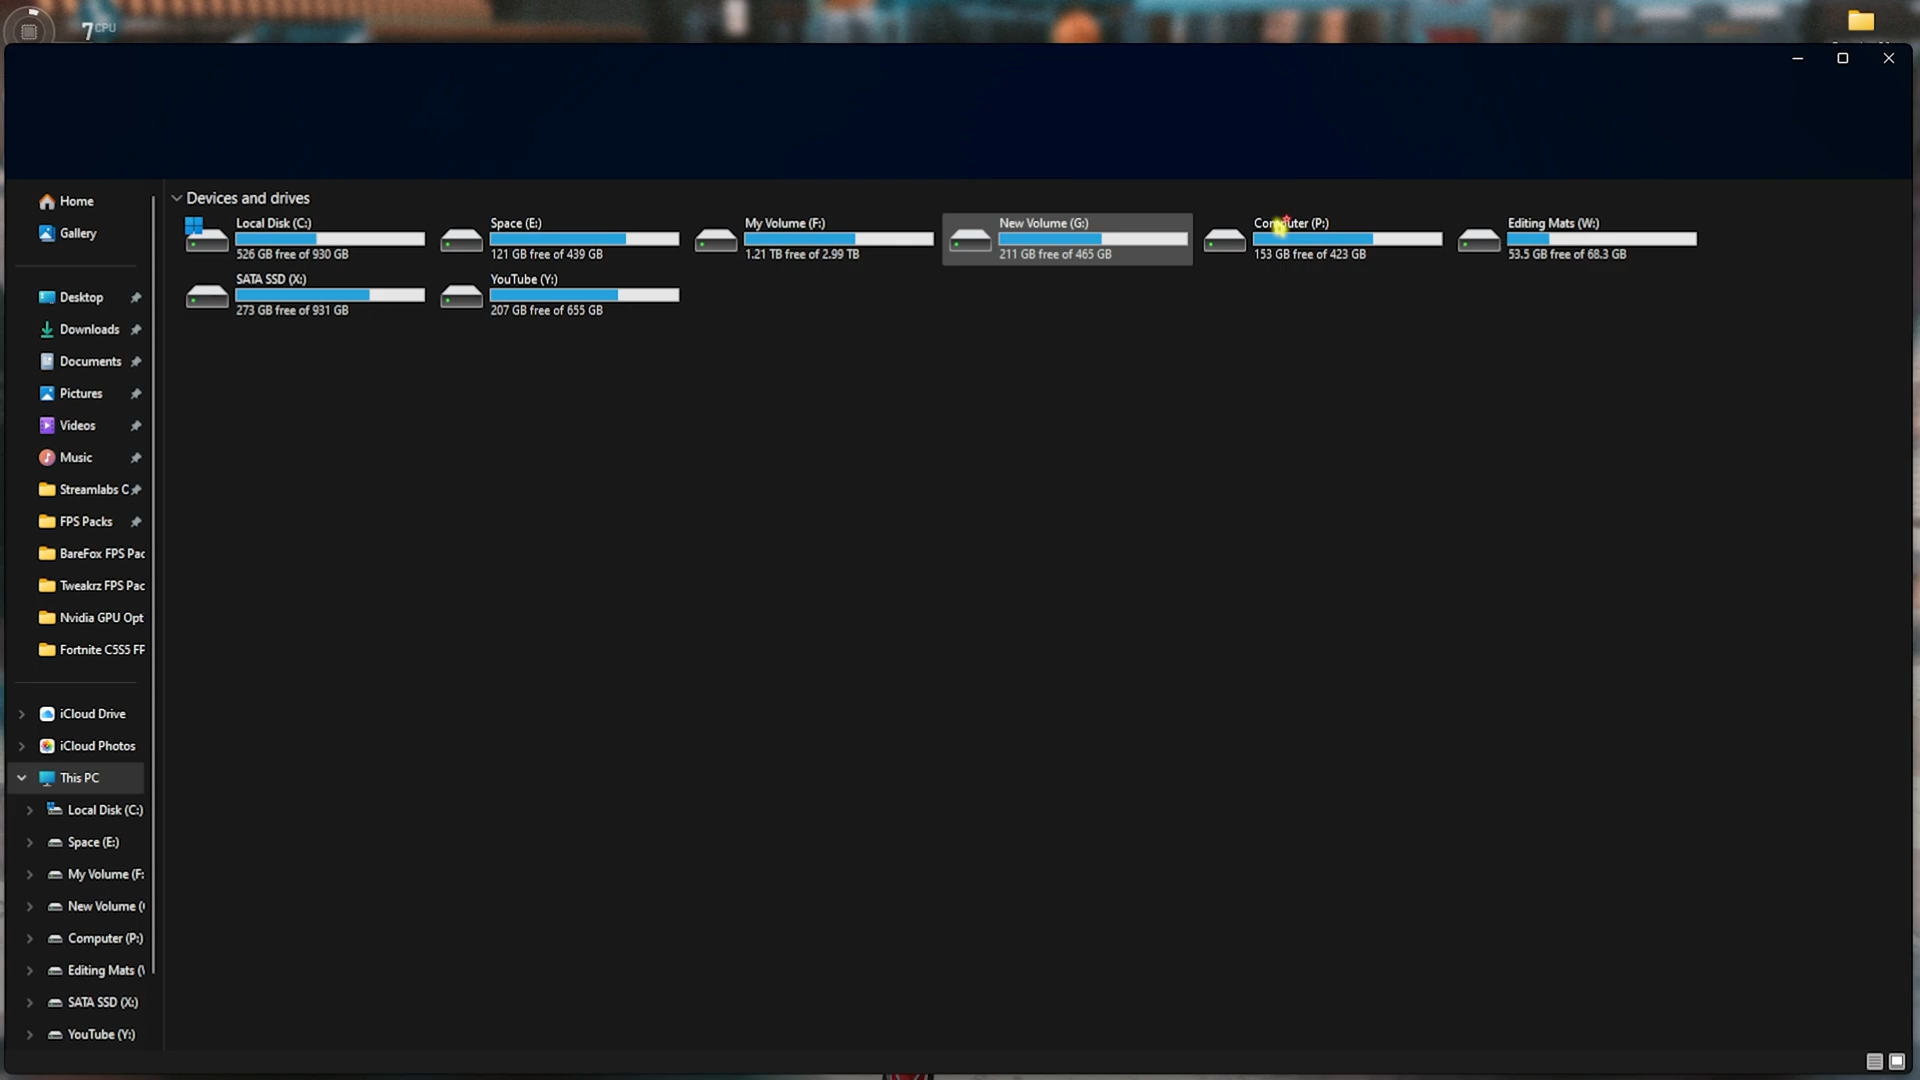 7CPU
Devices and drives
Local Disk (C:)
526 GB free of 930 GB
Space (E:)
121 GB free of 439 GB
My Volume (F:)
1.21 TB free of 2.99 TB
New Volume (G:)
211 GB free of 465 GB
Computer (P:)
153 GB free of 423 GB
Editing Mats (W:)
53.5 GB free of 68.3 GB
SATA SSD (X:)
273 GB free of 931 GB
YouTube (Y:)
207 GB free of 655 GB
Home
Gallery
Desktop
Downloads
Documents
Pictures
Videos
Music
Streamlabs C
FPS Packs
BareFox FPS Pac
Tweakrz FPS Pac
Nvidia GPU Opt
Fortnite C5S5 FP
iCloud Drive
iCloud Photos
This PC
Local Disk (C:)
Space (E:)
My Volume (F:
New Volume (
Computer (P:)
Editing Mats (
SATA SSD (X:)
YouTube (Y:)